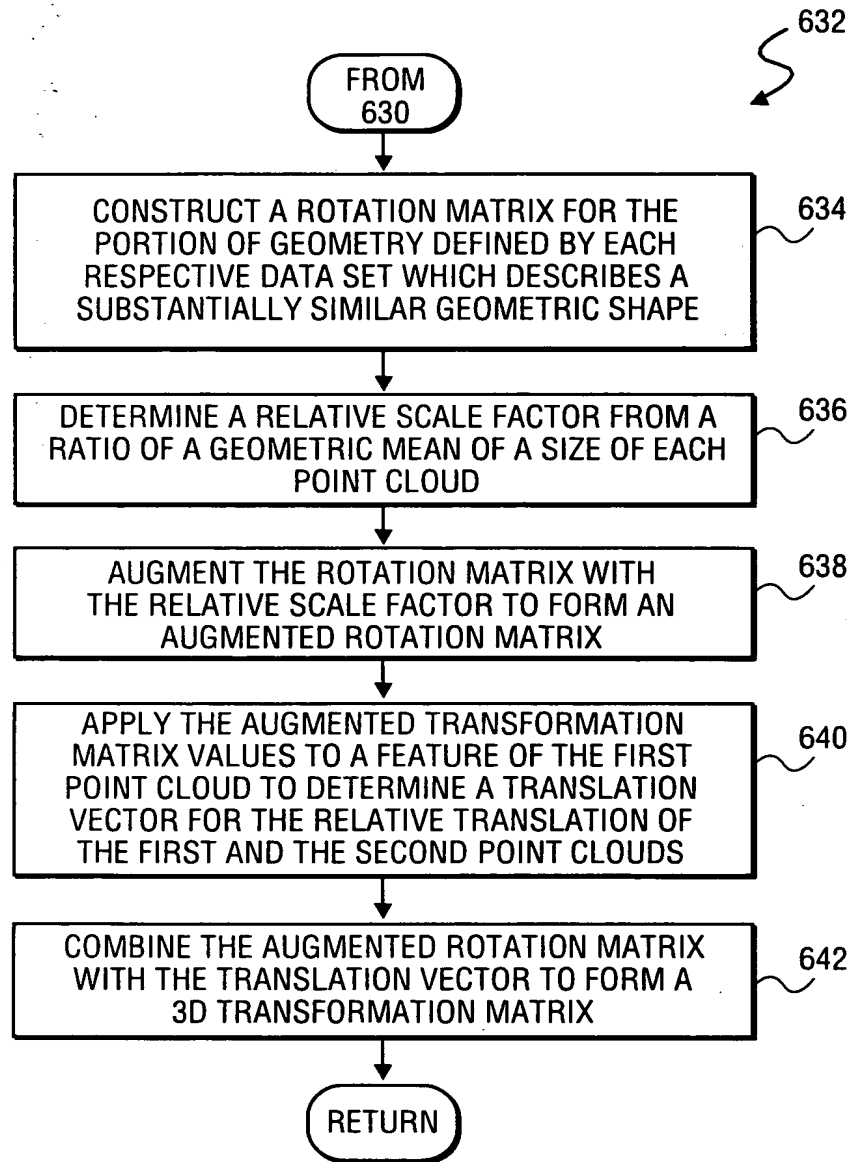 632
FROM
630
CONSTRUCT A ROTATION MATRIX FOR THE
PORTION OF GEOMETRY DEFINED BY EACH
RESPECTIVE DATA SET WHICH DESCRIBES A
SUBSTANTIALLY SIMILAR GEOMETRIC SHAPE
634
DETERMINE A RELATIVE SCALE FACTOR FROM A
RATIO OF A GEOMETRIC MEAN OF A SIZE OF EACH
POINT CLOUD
636
AUGMENT THE ROTATION MATRIX WITH
THE RELATIVE SCALE FACTOR TO FORM AN
AUGMENTED ROTATION MATRIX
638
APPLY THE AUGMENTED TRANSFORMATION
MATRIX VALUES TO A FEATURE OF THE FIRST
POINT CLOUD TO DETERMINE A TRANSLATION
VECTOR FOR THE RELATIVE TRANSLATION OF
THE FIRST AND THE SECOND POINT CLOUDS
640
COMBINE THE AUGMENTED ROTATION MATRIX
WITH THE TRANSLATION VECTOR TO FORM A
3D TRANSFORMATION MATRIX
642
RETURN